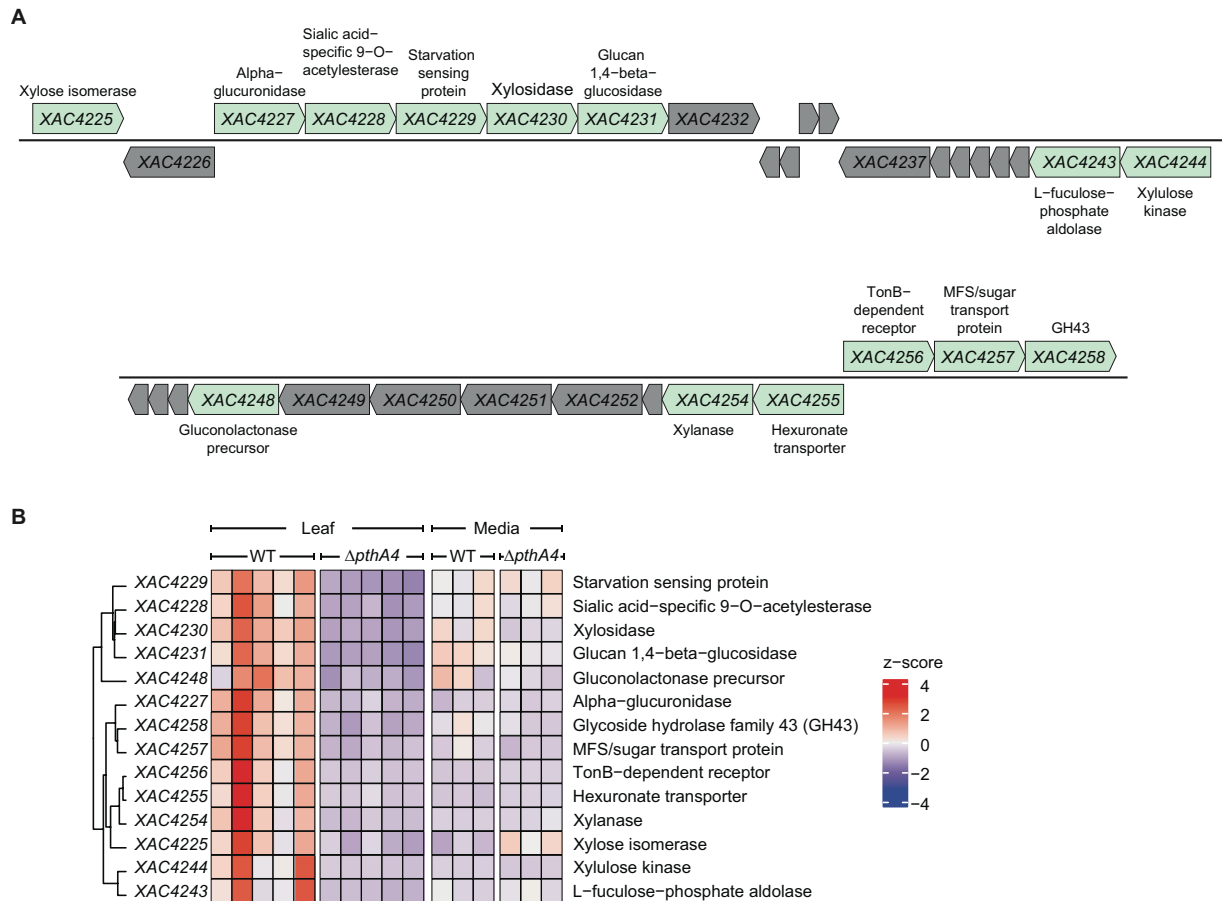 A
Sialic acid−
specific 9−O−
acetylesterase
Glucan
1,4−beta−
glucosidase
Starvation
sensing
protein
Alpha−
glucuronidase
Xylosidase
Xylose isomerase
XAC4225 XAC4227 XAC4228 XAC4229 XAC4230 XAC4231 XAC4232
XAC4226 XAC4237 XAC4243 XAC4244
L−fuculose−
phosphate
aldolase
Xylulose
kinase
TonB−
dependent
receptor
MFS/sugar
transport
protein
GH43
XAC4256 XAC4257 XAC4258
XAC4248 XAC4249 XAC4250 XAC4251 XAC4252 XAC4254 XAC4255
Gluconolactonase
precursor
Xylanase
Hexuronate
transporter
B
Leaf Media
WT ΔpthA4 WT ΔpthA4
XAC4229 Starvation sensing protein
XAC4228 Sialic acid−specific 9−O−acetylesterase
XAC4230 Xylosidase
XAC4231 Glucan 1,4−beta−glucosidase
XAC4248 Gluconolactonase precursor
XAC4227 Alpha−glucuronidase
XAC4258 Glycoside hydrolase family 43 (GH43)
XAC4257 MFS/sugar transport protein
XAC4256 TonB−dependent receptor
XAC4255 Hexuronate transporter
XAC4254 Xylanase
XAC4225 Xylose isomerase
XAC4244 Xylulose kinase
XAC4243 L−fuculose−phosphate aldolase
z−score
4
2
0
−2
−4